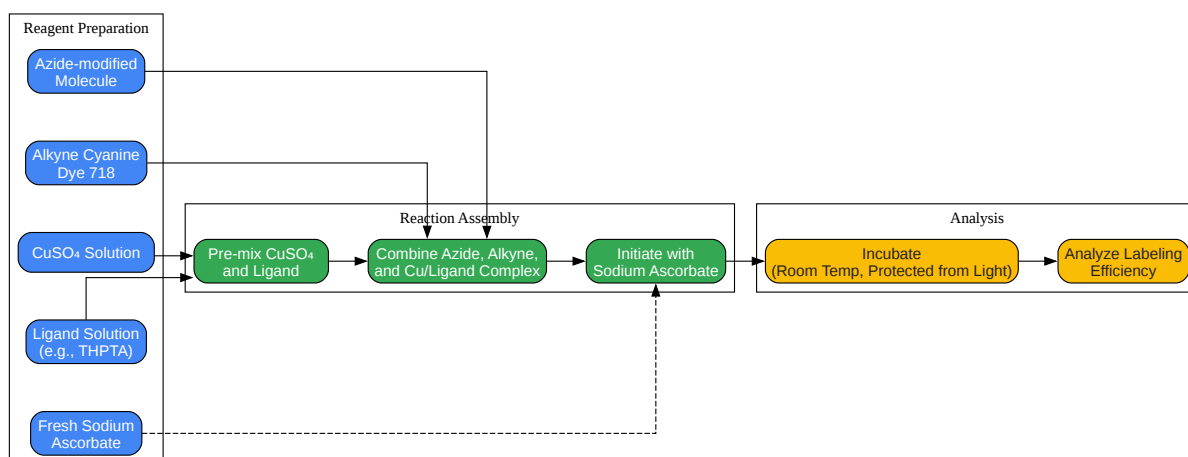 Reagent Preparation
Azide-modified
Molecule
Alkyne Cyanine
Dye 718
CuSO₄ Solution
Ligand Solution
(e.g., THPTA)
Fresh Sodium
Ascorbate
Reaction Assembly
Pre-mix CuSO₄
and Ligand
Combine Azide, Alkyne,
and Cu/Ligand Complex
Initiate with
Sodium Ascorbate
Analysis
Incubate
(Room Temp, Protected from Light)
Analyze Labeling
Efficiency